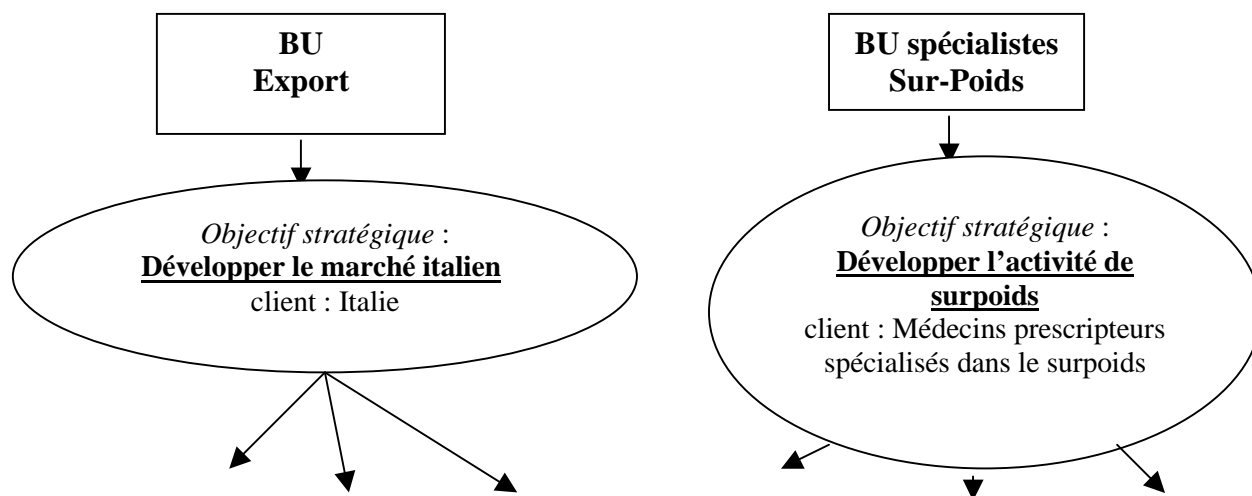 BU
Export
Objectif stratégique :
Développer le marché italien
client : Italie
BU spécialistes
Sur-Poids
Objectif stratégique :
Développer l’activité de
surpoids
client : Médecins prescripteurs
spécialisés dans le surpoids